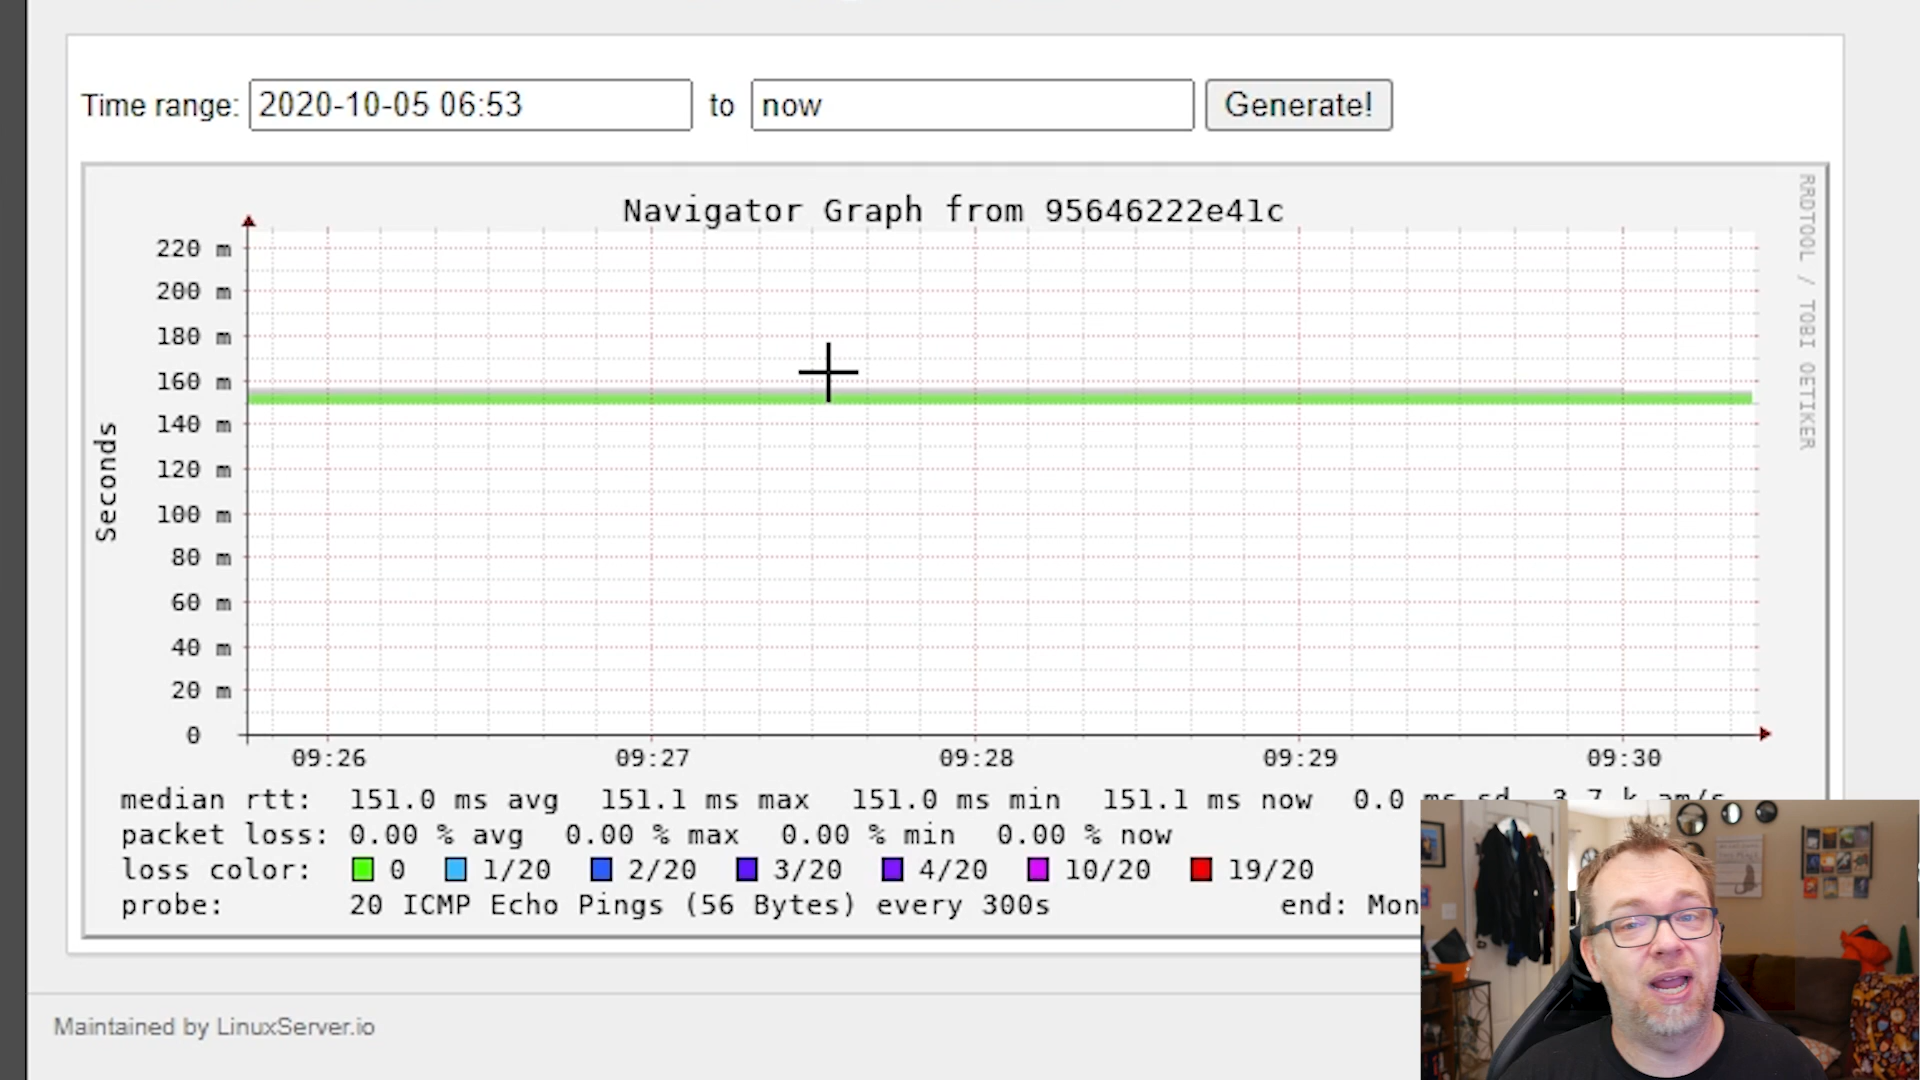 Time range: 2020-10-05 06:53 to now Generate!
Navigator Graph from 95646222e41c
RRDTOOL / TOBI OETIKER
Seconds
220 m
200 m
180 m
160 m
140 m
120 m
100 m
80 m
60 m
40 m
20 m
0
09:26 09:27 09:28 09:29 09:30
median rtt: 151.0 ms avg 151.1 ms max 151.0 ms min 151.1 ms now 0.0 ms sd 3.7 k am/s
packet loss: 0.00 % avg 0.00 % max 0.00 % min 0.00 % now
loss color: 0 1/20 2/20 3/20 4/20 10/20 19/20
probe: 20 ICMP Echo Pings (56 Bytes) every 300s end: Mon
Maintained by LinuxServer.io